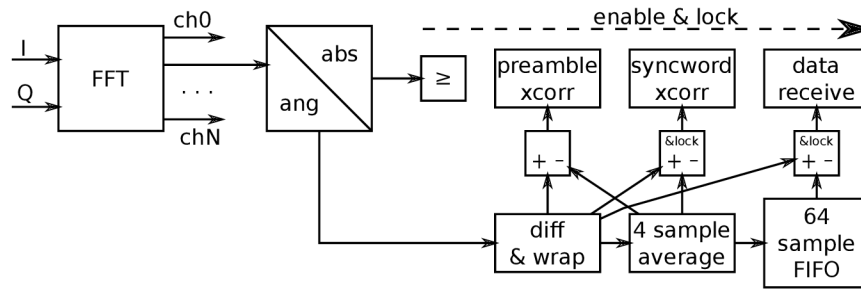 ch0
enable & lock
I
FFT
Q
. . .
chN
abs
ang
≥
preamble
xcorr
syncword
xcorr
data
receive
+ -
&lock
+ -
&lock
+ -
diff
& wrap
4 sample
average
64
sample
FIFO